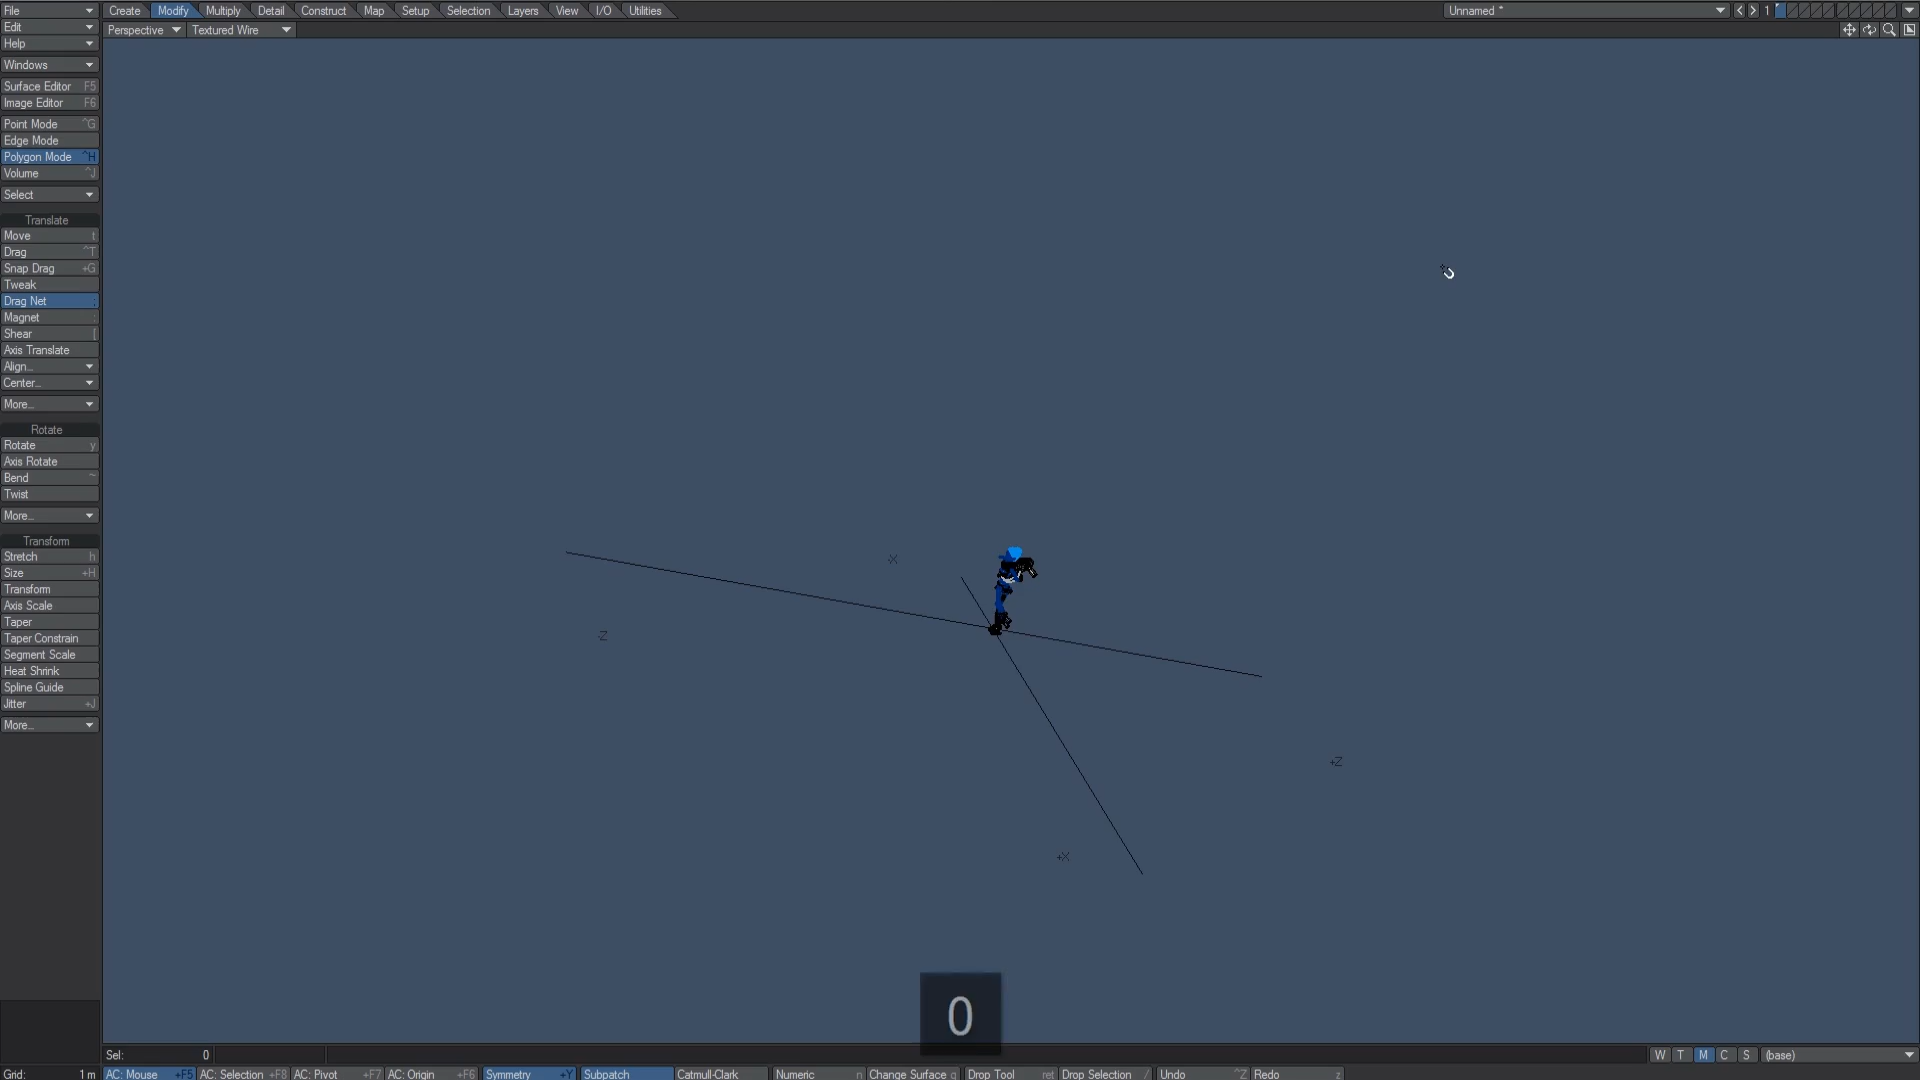 File Create Modify Multiply Detail Construct Map Setup Selection Layers View I/O Utilities Unnamed * 1
Edit Perspective Textured Wire
Help
Windows
Surface Editor F5
Image Editor F6
Point Mode ^G
Edge Mode
Polygon Mode ^H
Volume ^J
Select
Translate
Move t
Drag ^T
Snap Drag +G
Tweak
Drag Net ;
Magnet :
Shear [
Axis Translate
Align...
Center...
More...
Rotate
Rotate y
Axis Rotate
Bend ~
Twist
More...
Transform
Stretch h
Size +H
Transform
Axis Scale
Taper
Taper Constrain
Segment Scale
Heat Shrink
Spline Guide
Jitter +J
More...
-X
-Z
+Z
+X
0
Sel: 0 W T M C S (base)
Grid: 1 m AC: Mouse +F5 AC: Selection +F8 AC: Pivot +F7 AC: Origin +F6 Symmetry +Y Subpatch Catmull-Clark Numeric n Change Surface q Drop Tool ret Drop Selection / Undo ^Z Redo z